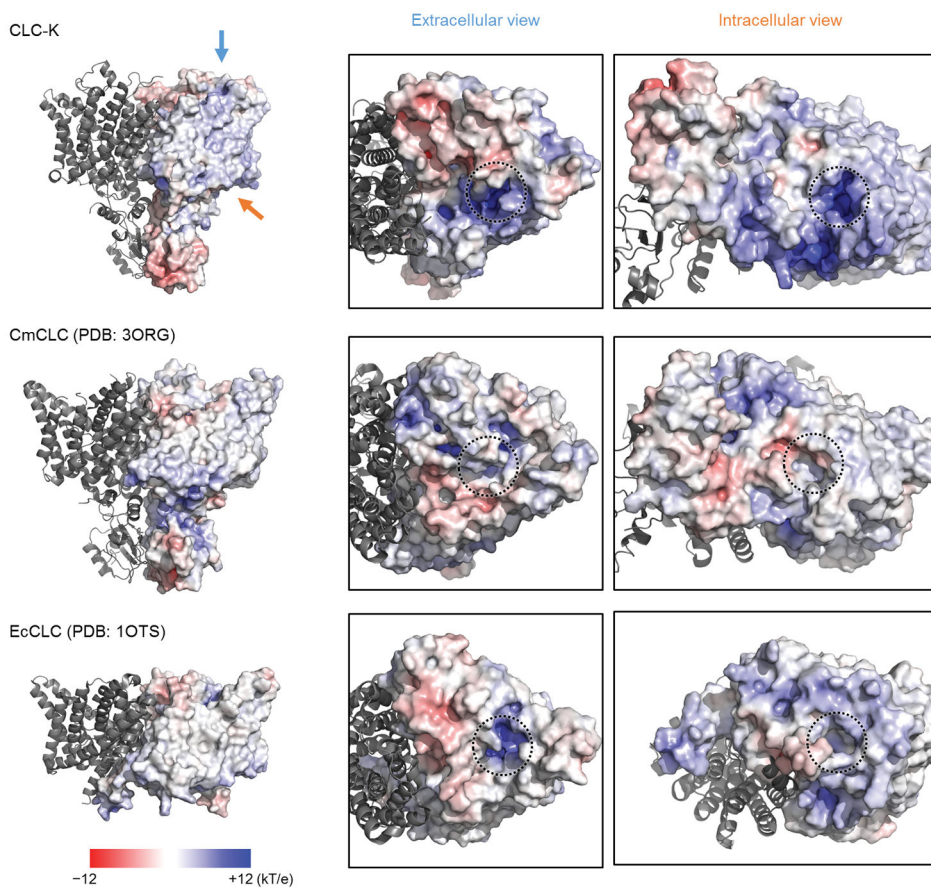 Extracellular view
Intracellular view
CLC-K
CmCLC (PDB: 3ORG)
EcCLC (PDB: 1OTS)
−12
+12 (kT/e)